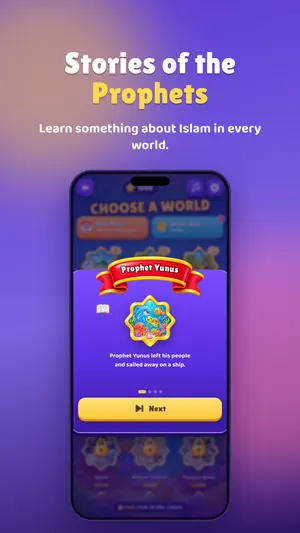 Stories of the
Prophets
Learn something about Islam in every
world.
CHOOSE A WORLD
Prophet Yunus
Prophet Yunus left his people
and sailed away on a ship.
Next